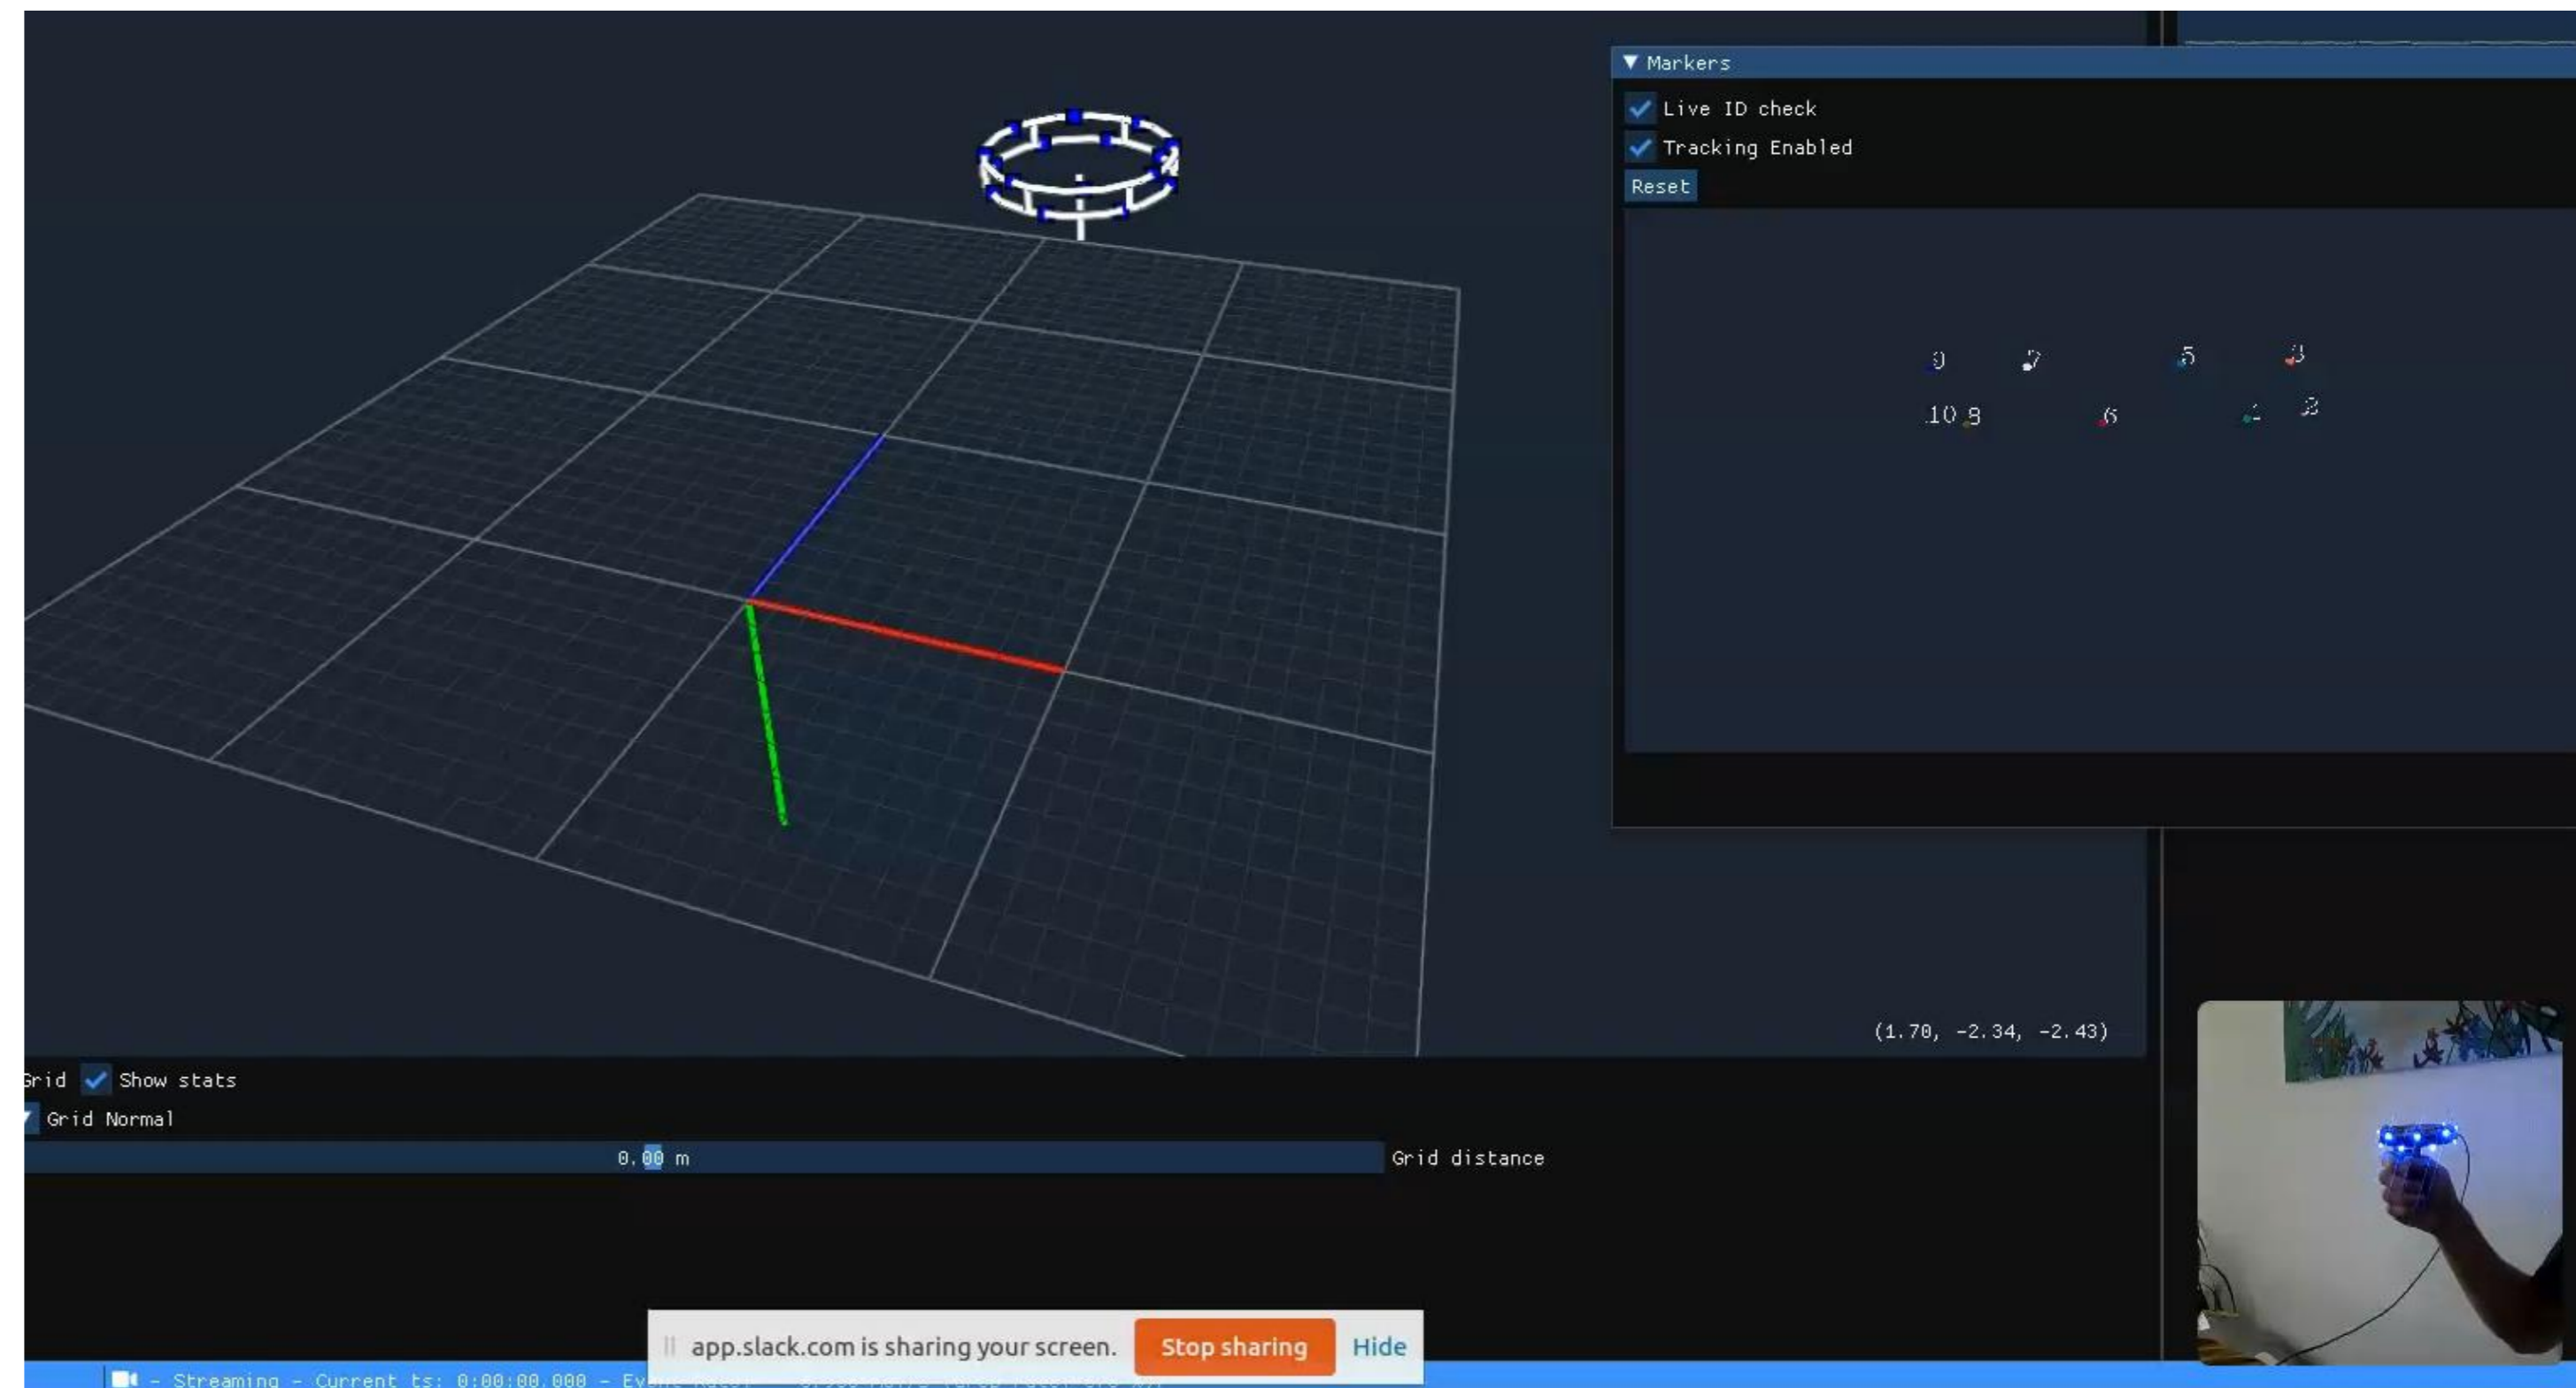 Markers
Live ID check
Tracking Enabled
Reset
9 7 5 3
10 8 6 2
(1.70, -2.34, -2.43)
Grid Show stats
Grid Normal
0.00 m Grid distance
app.slack.com is sharing your screen. Stop sharing Hide
- Streaming - Current ts: 0:00:00.000 -